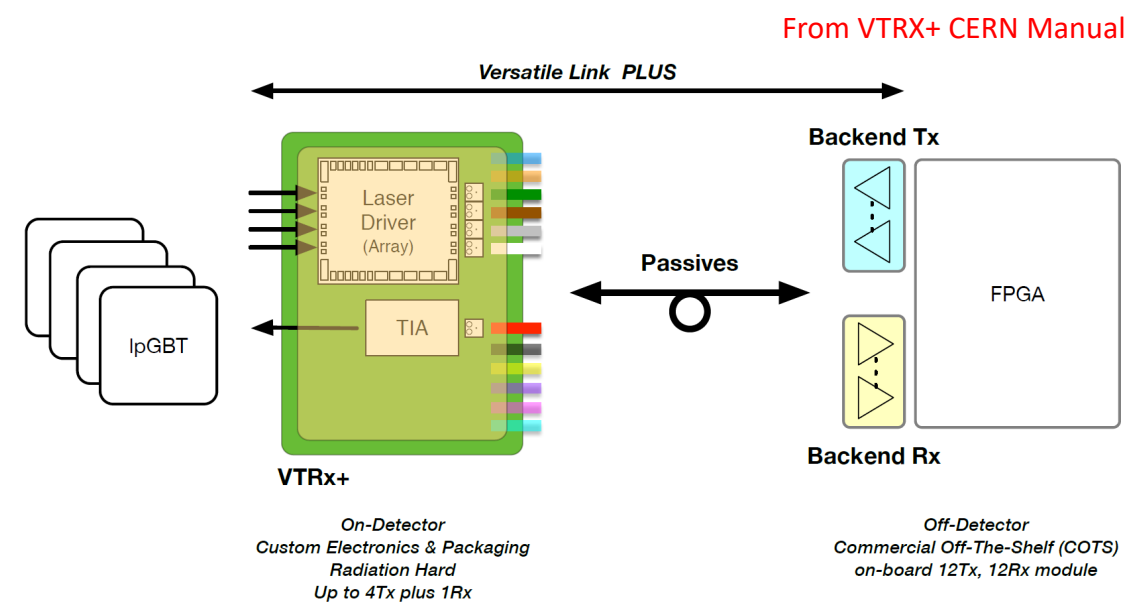 From VTRX+ CERN Manual
Versatile Link PLUS
Backend Tx
Laser
Driver
(Array)
Passives
FPGA
TIA
lpGBT
Backend Rx
VTRx+
On-Detector
Custom Electronics & Packaging
Radiation Hard
Up to 4Tx plus 1Rx
Off-Detector
Commercial Off-The-Shelf (COTS)
on-board 12Tx, 12Rx module